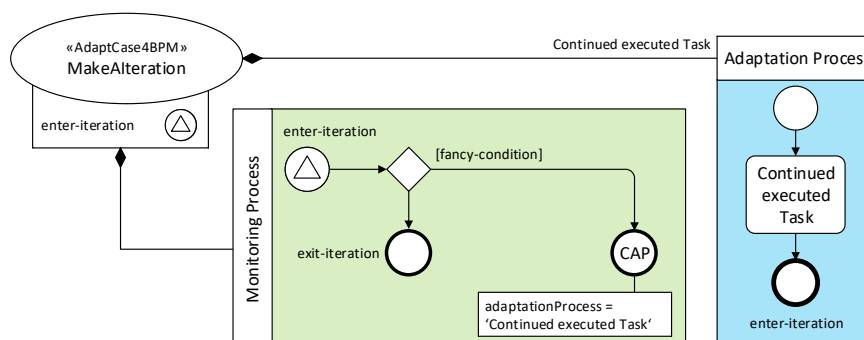 «AdaptCase4BPM»
MakeAlteration
enter-iteration
Continued executed Task
Adaptation Proces
Monitoring Process
enter-iteration
[fancy-condition]
exit-iteration
CAP
adaptationProcess =
‘Continued executed Task‘
Continued
executed
Task
enter-iteration